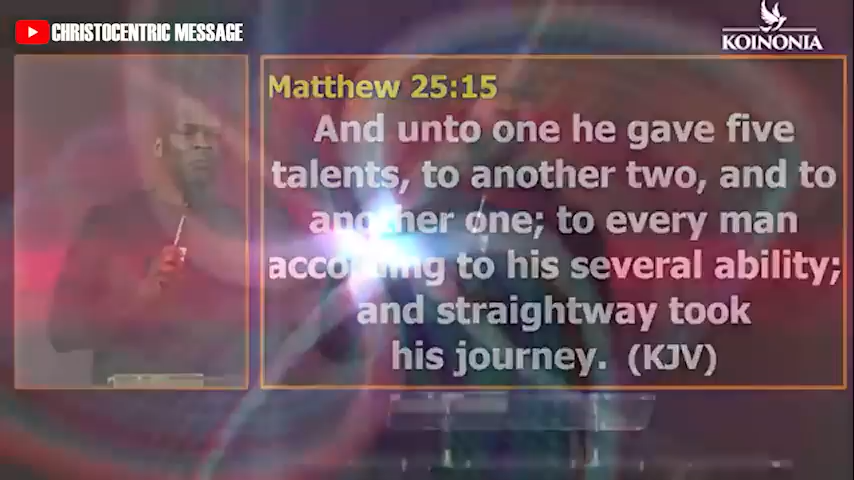 CHRISTOCENTRIC MESSAGE
KOINONIA
Matthew 25:15
And unto one he gave five
talents, to another two, and to
another one; to every man
according to his several ability;
and straightway took
his journey. (KJV)